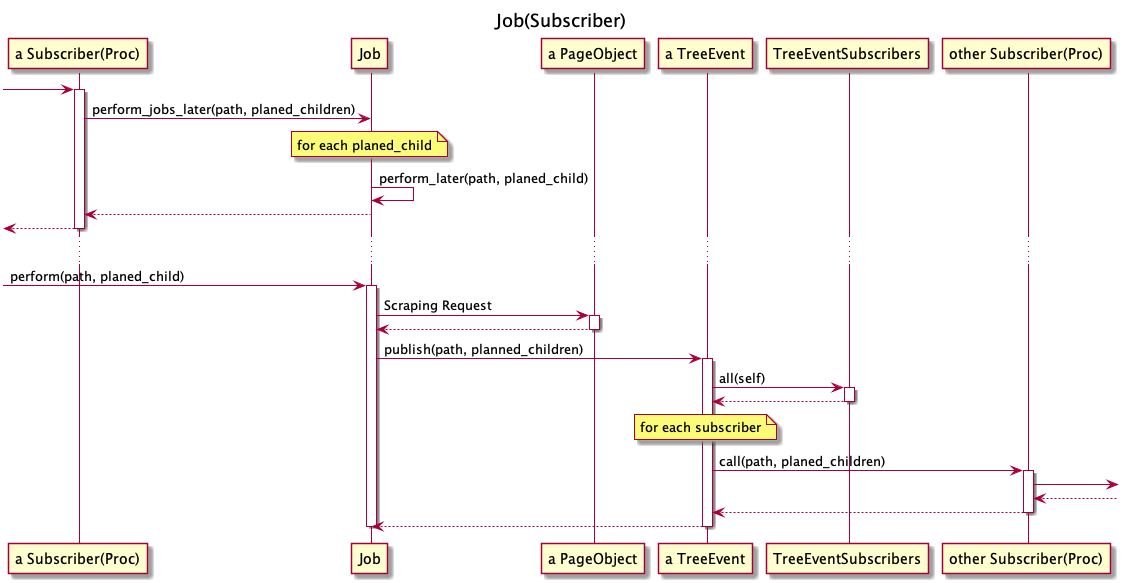 Job(Subscriber)
a Subscriber(Proc)
Job
a PageObject
a TreeEvent
TreeEventSubscribers
other Subscriber(Proc)
perform_jobs_later(path, planed_children)
for each planed_child
perform_later(path, planed_child)
perform(path, planed_child)
Scraping Request
publish(path, planned_children)
all(self)
for each subscriber
call(path, planed_children)
a Subscriber(Proc)
Job
a PageObject
a TreeEvent
TreeEventSubscribers
other Subscriber(Proc)